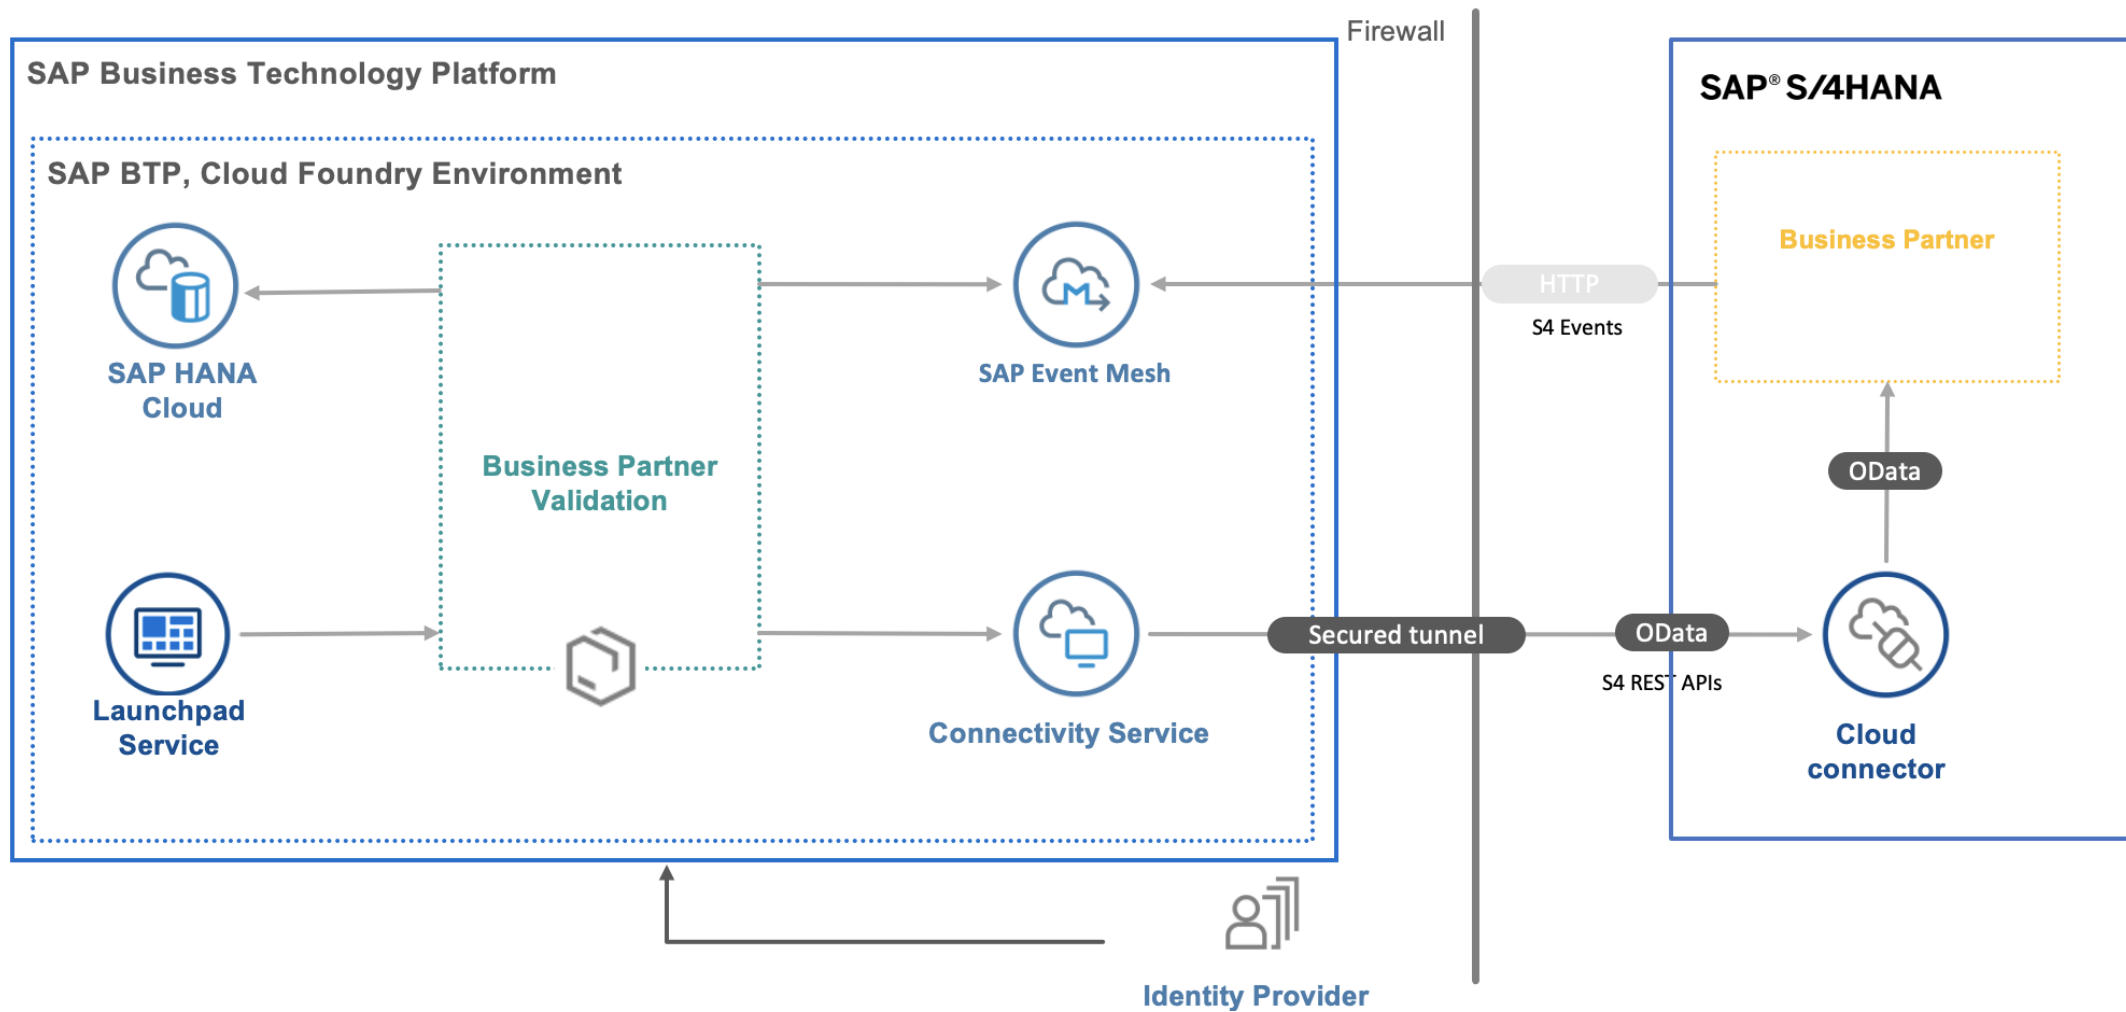 Firewall
SAP Business Technology Platform
SAP® S/4HANA
SAP BTP, Cloud Foundry Environment
Business Partner
HTTP
S4 Events
SAP HANA
Cloud
SAP Event Mesh
Business Partner
Validation
OData
Secured tunnel
OData
S4 REST APIs
Launchpad
Service
Connectivity Service
Cloud
connector
Identity Provider